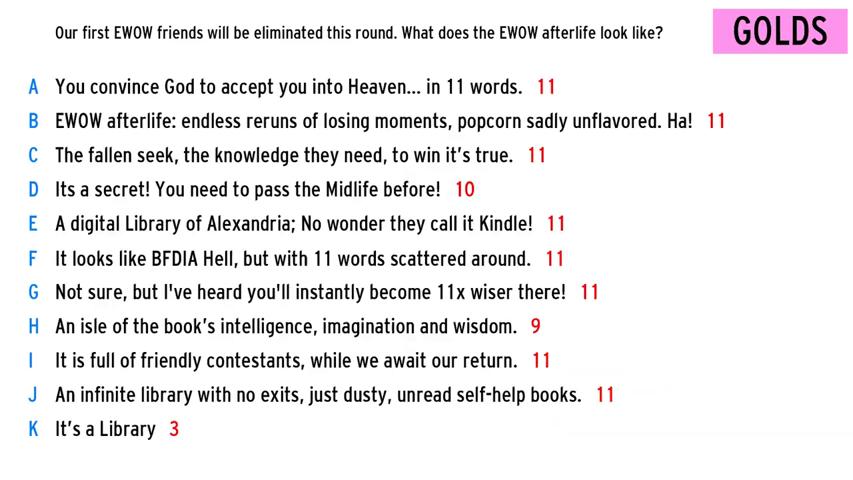 Our first EWOW friends will be eliminated this round. What does the EWOW afterlife look like?
GOLDS
A You convince God to accept you into Heaven... in 11 words. 11
B EWOW afterlife: endless reruns of losing moments, popcorn sadly unflavored. Ha! 11
C The fallen seek, the knowledge they need, to win it's true. 11
D Its a secret! You need to pass the Midlife before! 10
E A digital Library of Alexandria; No wonder they call it Kindle! 11
F It looks like BFDIA Hell, but with 11 words scattered around. 11
G Not sure, but I've heard you'll instantly become 11x wiser there! 11
H An isle of the book's intelligence, imagination and wisdom. 9
I It is full of friendly contestants, while we await our return. 11
J An infinite library with no exits, just dusty, unread self-help books. 11
K It's a Library 3